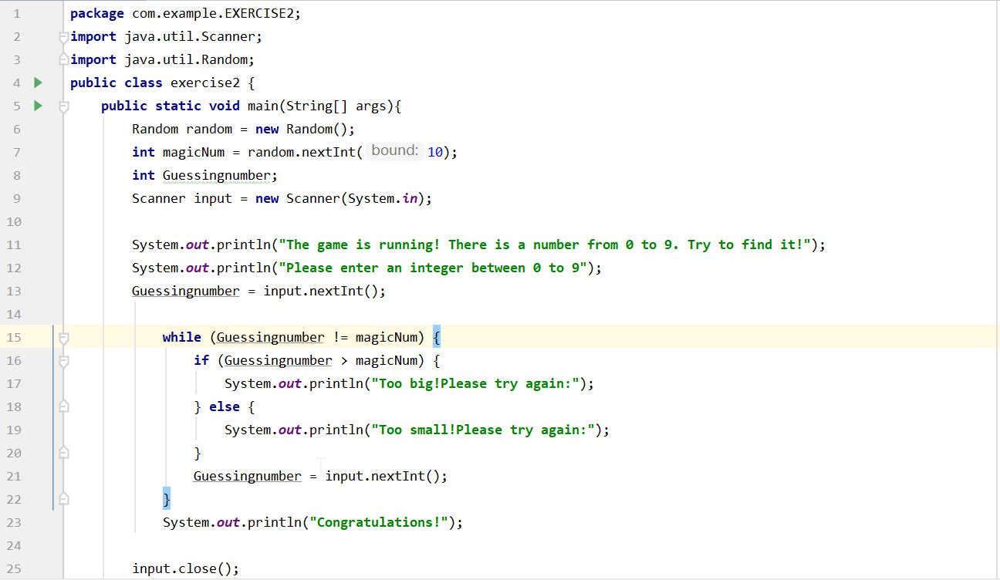 1 package com.example.EXERCISE2;
2 import java.util.Scanner;
3 import java.util.Random;
4 public class exercise2 {
5 public static void main(String[] args){
6 Random random = new Random();
7 int magicNum = random.nextInt( bound: 10);
8 int Guessingnumber;
9 Scanner input = new Scanner(System.in);
10
11 System.out.println("The game is running! There is a number from 0 to 9. Try to find it!");
12 System.out.println("Please enter an integer between 0 to 9");
13 Guessingnumber = input.nextInt();
14
15 while (Guessingnumber != magicNum) {
16 if (Guessingnumber > magicNum) {
17 System.out.println("Too big!Please try again:");
18 } else {
19 System.out.println("Too small!Please try again:");
20 }
21 Guessingnumber = input.nextInt();
22 }
23 System.out.println("Congratulations!");
24
25 input.close();